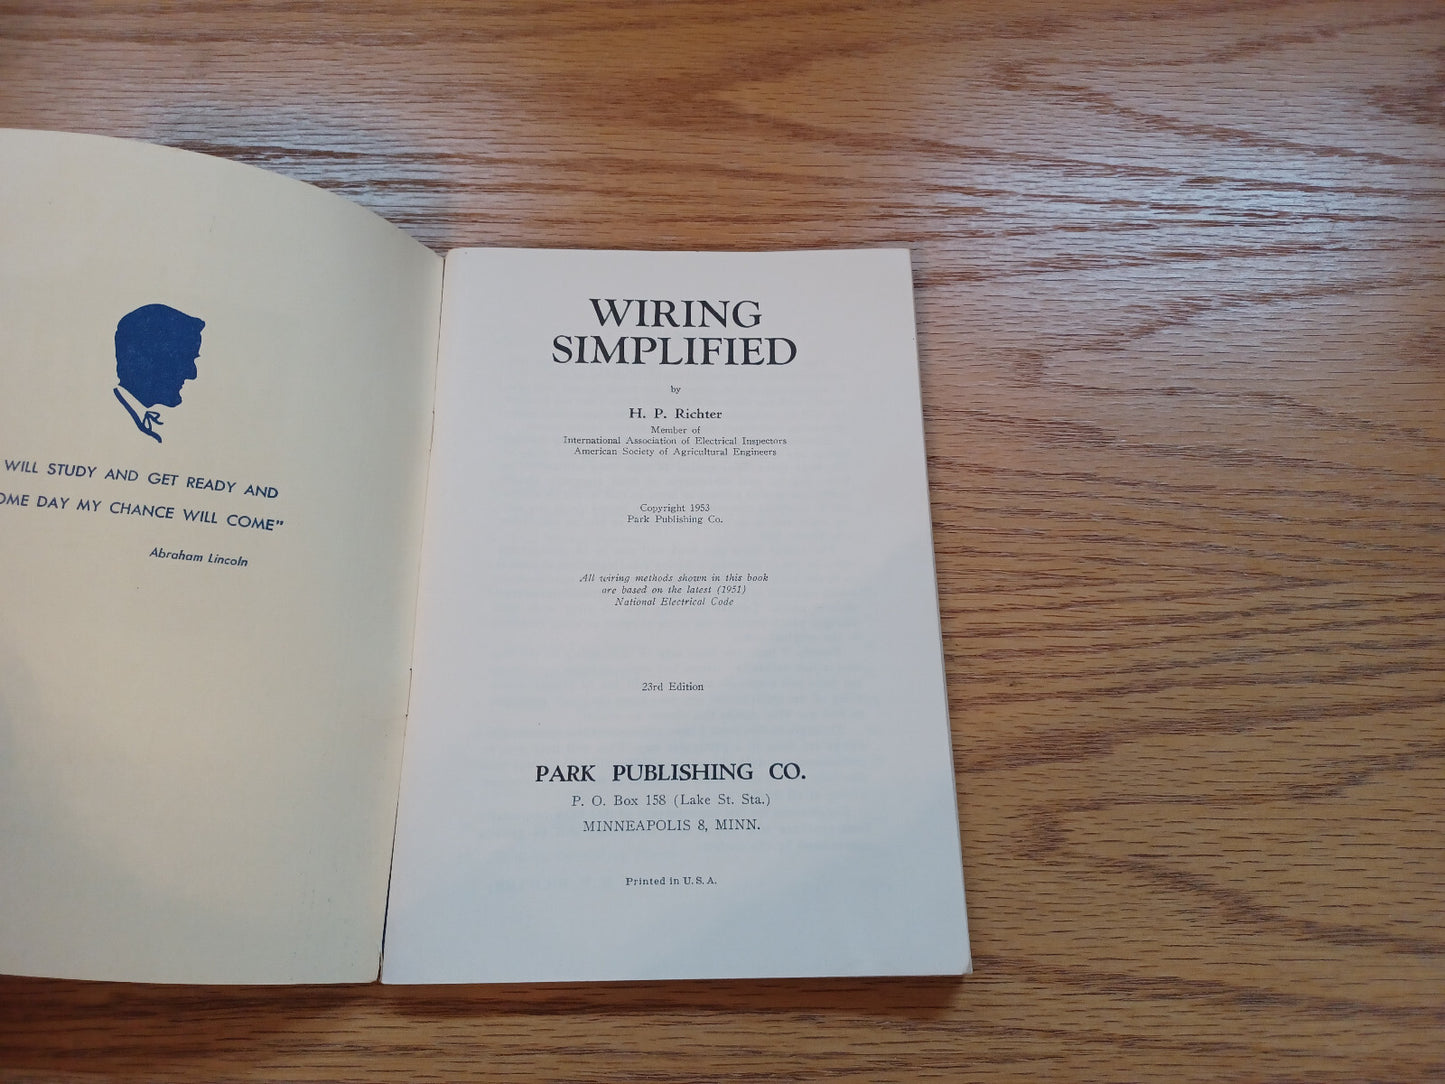 WILL STUDY AND GET READY AND
OME DAY MY CHANCE WILL COME"
Abraham Lincoln
WIRING
SIMPLIFIED
by
H. P. Richter
Member of
International Association of Electrical Inspectors
American Society of Agricultural Engineers
Copyright 1953
Park Publishing Co.
All wiring methods shown in this book
are based on the latest (1951)
National Electrical Code
23rd Edition
PARK PUBLISHING CO.
P. O. Box 158 (Lake St. Sta.)
MINNEAPOLIS 8, MINN.
Printed in U. S. A.